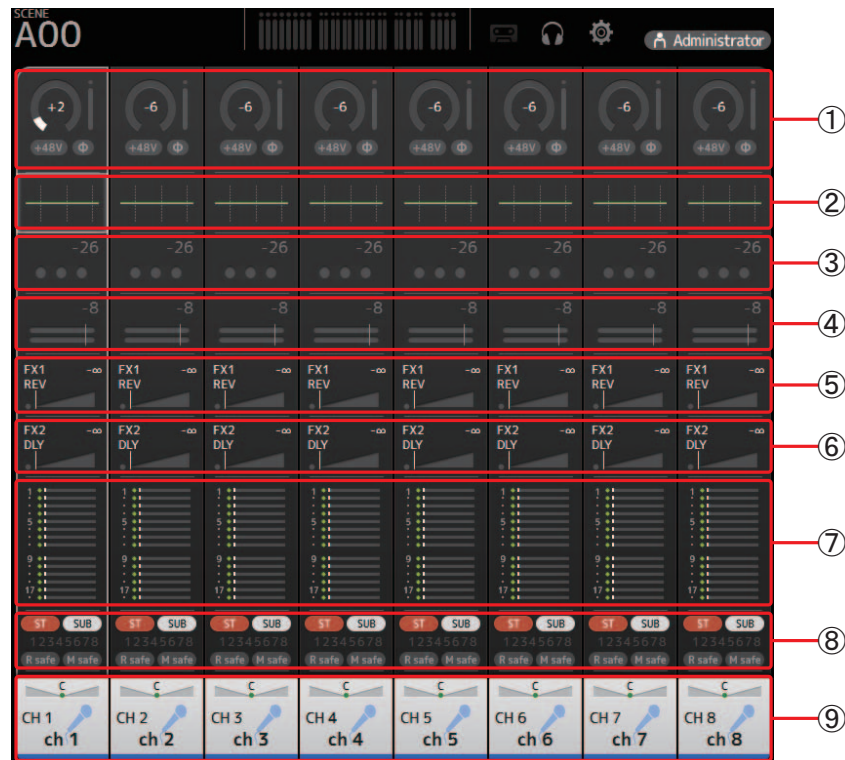 SCENE
A00
Administrator
+2 -6 -6 -6 -6 -6 -6 -6
+48V Φ +48V Φ +48V Φ +48V Φ +48V Φ +48V Φ +48V Φ +48V Φ
①
②
-26 -26 -26 -26 -26 -26 -26 -26
③
-8 -8 -8 -8 -8 -8 -8 -8
④
FX1 -∞ FX1 -∞ FX1 -∞ FX1 -∞ FX1 -∞ FX1 -∞ FX1 -∞ FX1 -∞
REV REV REV REV REV REV REV REV
⑤
FX2 -∞ FX2 -∞ FX2 -∞ FX2 -∞ FX2 -∞ FX2 -∞ FX2 -∞ FX2 -∞
DLY DLY DLY DLY DLY DLY DLY DLY
⑥
1 1 1 1 1 1 1 1
5 5 5 5 5 5 5 5
9 9 9 9 9 9 9 9
17 17 17 17 17 17 17 17
⑦
ST SUB ST SUB ST SUB ST SUB ST SUB ST SUB ST SUB ST SUB
12345678 12345678 12345678 12345678 12345678 12345678 12345678 12345678
R safe M safe R safe M safe R safe M safe R safe M safe R safe M safe R safe M safe R safe M safe R safe M safe
⑧
C C C C C C C C
CH 1 CH 2 CH 3 CH 4 CH 5 CH 6 CH 7 CH 8
ch 1 ch 2 ch 3 ch 4 ch 5 ch 6 ch 7 ch 8
⑨